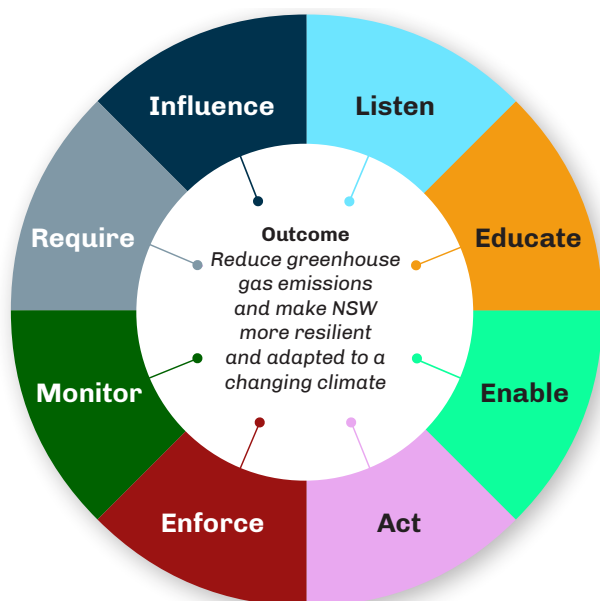 Influence
Listen
Require
Educate
Outcome
Reduce greenhouse
gas emissions
and make NSW
more resilient
and adapted to a
changing climate
Monitor
Enable
Enforce
Act